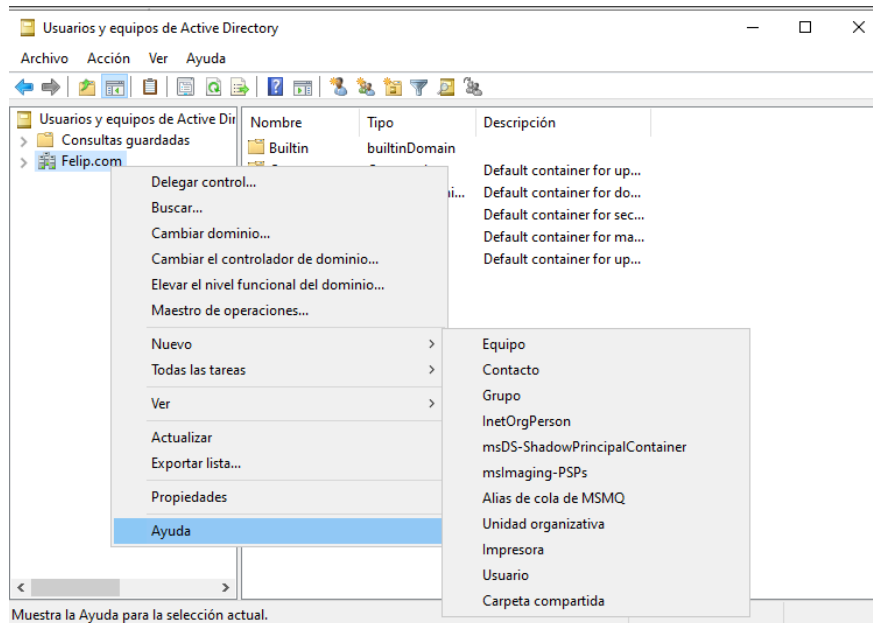 Usuarios y equipos de Active Directory
Archivo Acción Ver Ayuda
Usuarios y equipos de Active Dir
Consultas guardadas
Felip.com
Nombre Tipo Descripción
Builtin builtinDomain
Default container for up...
Default container for do...
Default container for sec...
Default container for ma...
Default container for up...
Delegar control...
Buscar...
Cambiar dominio...
Cambiar el controlador de dominio...
Elevar el nivel funcional del dominio...
Maestro de operaciones...
Nuevo
Todas las tareas
Ver
Actualizar
Exportar lista...
Propiedades
Ayuda
Equipo
Contacto
Grupo
InetOrgPerson
msDS-ShadowPrincipalContainer
msImaging-PSPs
Alias de cola de MSMQ
Unidad organizativa
Impresora
Usuario
Carpeta compartida
Muestra la Ayuda para la selección actual.